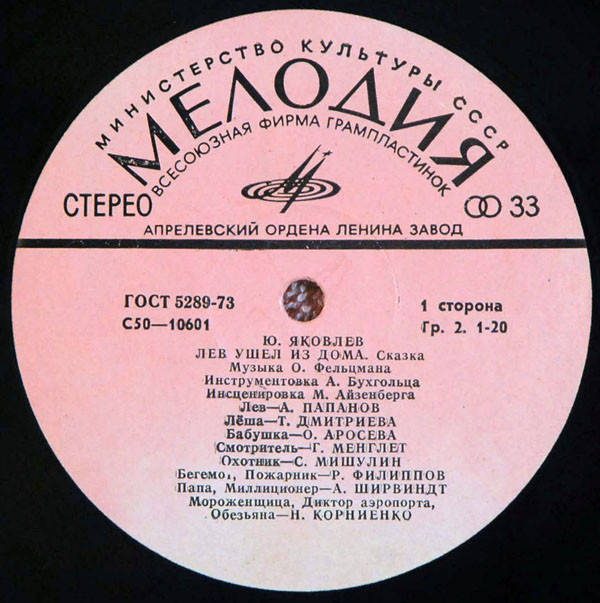 МИНИСТЕРСТВО КУЛЬТУРЫ СССР
МЕЛОДИЯ
ВСЕСОЮЗНАЯ ФИРМА ГРАМПЛАСТИНОК
СТЕРЕО
33
АПРЕЛЕВСКИЙ ОРДЕНА ЛЕНИНА ЗАВОД
ГОСТ 5289-73
С50—10601
1 сторона
Гр. 2. 1-20
Ю. ЯКОВЛЕВ
ЛЕВ УШЕЛ ИЗ ДОМА. Сказка
Музыка О. Фельцмана
Инструментовка А. Бухгольца
Инсценировка М. Айзенберга
Лев—А. ПАПАНОВ
Лёша—Т. ДМИТРИЕВА
Бабушка—О. АРОСЕВА
Смотритель—Г. МЕНГЛЕТ
Охотник—С. МИШУЛИН
Бегемот, Пожарник—Р. ФИЛИППОВ
Папа, Миллиционер—А. ШИРВИНДТ
Мороженщица, Диктор аэропорта,
Обезьяна—Н. КОРНИЕНКО